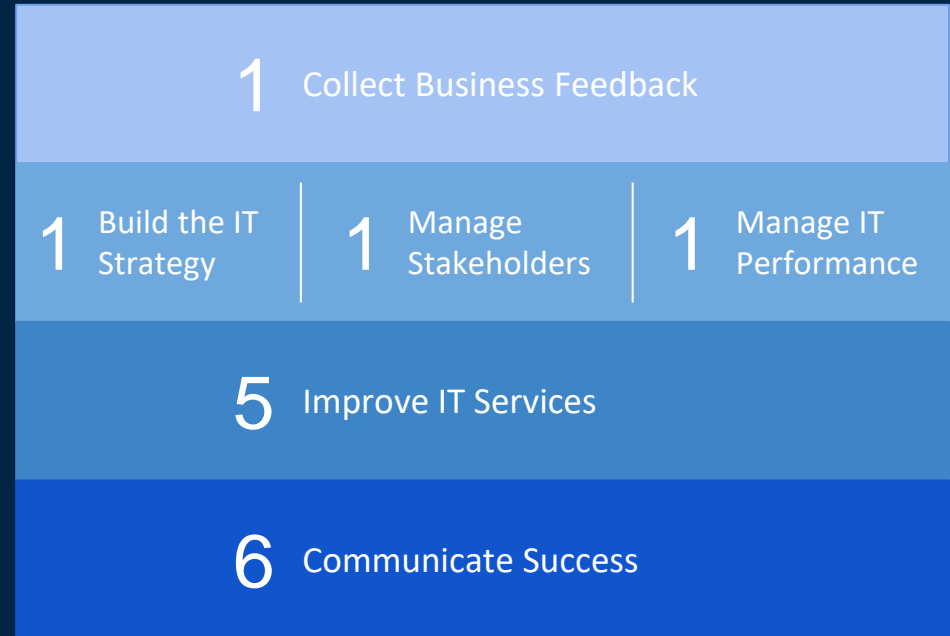 1 Collect Business Feedback
1 Build the IT
Strategy
1 Manage
Stakeholders
1 Manage IT
Performance
5 Improve IT Services
6 Communicate Success